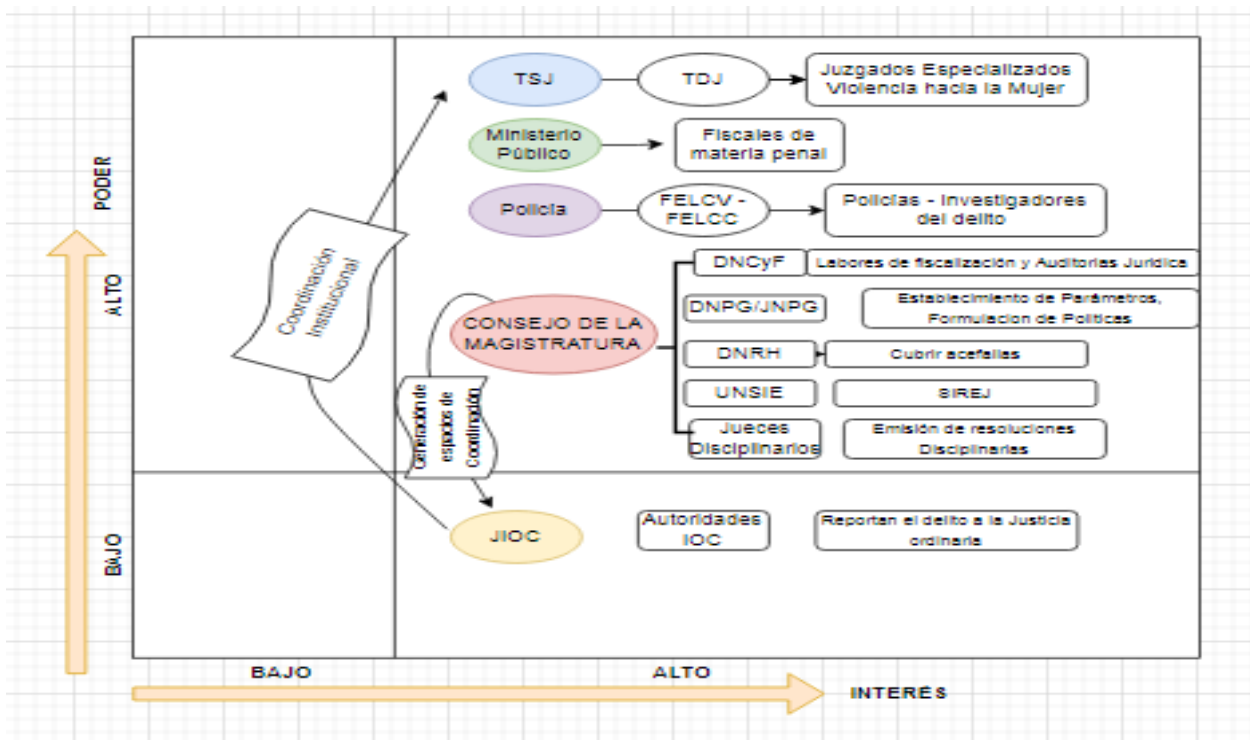 TSJ
TDJ
Juzgados Especializados
Violencia hacia la Mujer
Ministerio
Público
Fiscales de
materia penal
Policía
FELCV -
FELCC
Policías - Investigadores
del delito
PODER
ALTO
BAJO
Coordinación
Institucional
CONSEJO DE LA
MAGISTRATURA
DNCyF
Labores de fiscalización y Auditorias Jurídica
DNPG/JNPG
Establecimiento de Parámetros,
Formulacion de Políticas
DNRH
Cubrir acefalías
UNSIE
SIREJ
Jueces
Disciplinarios
Emisión de resoluciones
Disciplinarias
Generación de
espacios de
Coordinación
JIOC
Autoridades
IOC
Reportan el delito a la Justicia
ordinaria
BAJO
ALTO
INTERÉS